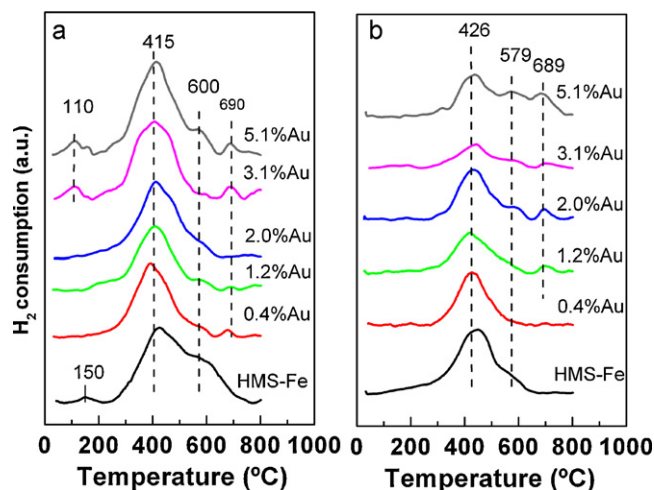 a
415
600
690
110
5.1%Au
3.1%Au
2.0%Au
1.2%Au
0.4%Au
150
HMS-Fe
H2 consumption (a.u.)
0 200 400 600 800 1000
Temperature (ºC)
b
426
579
689
5.1%Au
3.1%Au
2.0%Au
1.2%Au
0.4%Au
HMS-Fe
0 200 400 600 800 1000
Temperature (ºC)